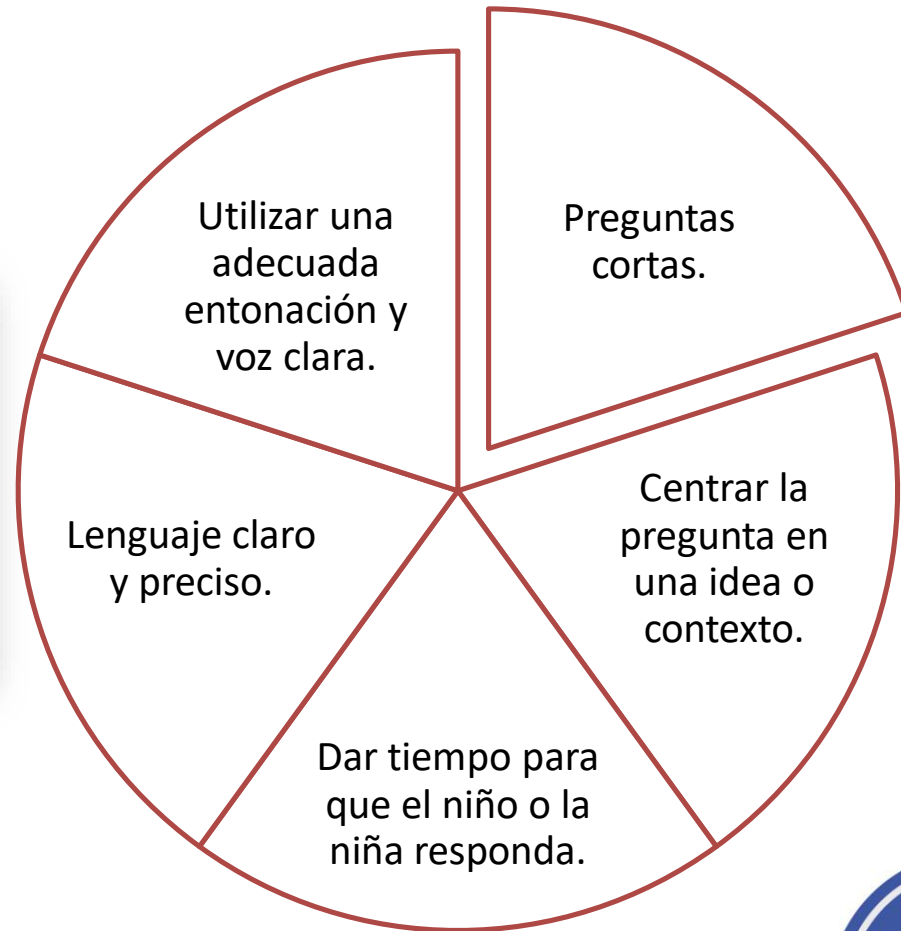 Preguntas
cortas.
Centrar la
pregunta en
una idea o
contexto.
Dar tiempo para
que el niño o la
niña responda.
Lenguaje claro
y preciso.
Utilizar una
adecuada
entonación y
voz clara.